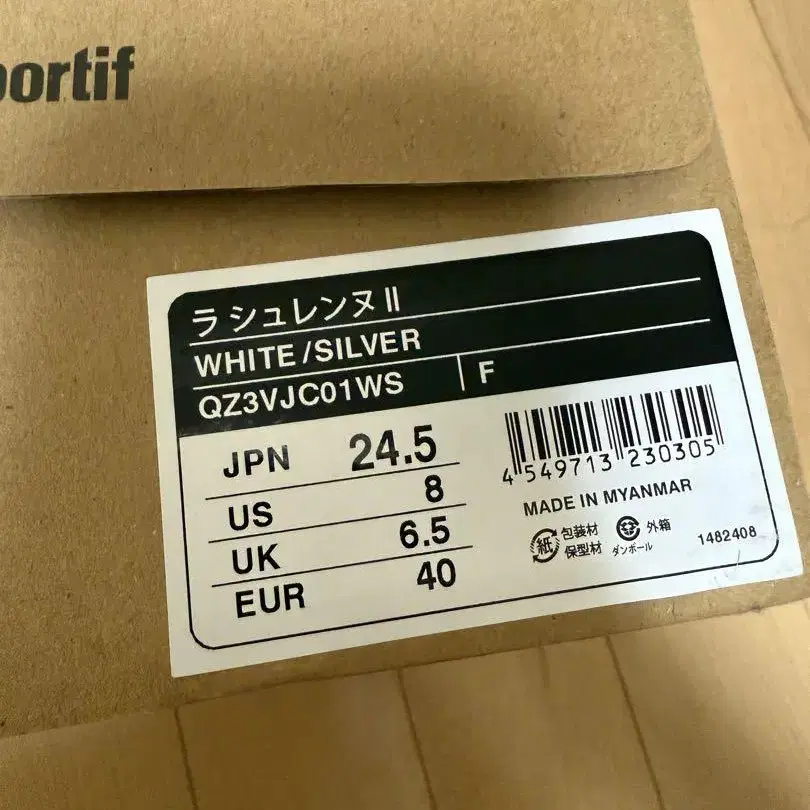 portif
ラ シュレンヌ II
WHITE/SILVER
QZ3VJC01WS F
JPN 24.5
US 8
UK 6.5
EUR 40
4 549713 230305
MADE IN MYANMAR
紙 包装材 保型材
外箱
ダンボール
1482408